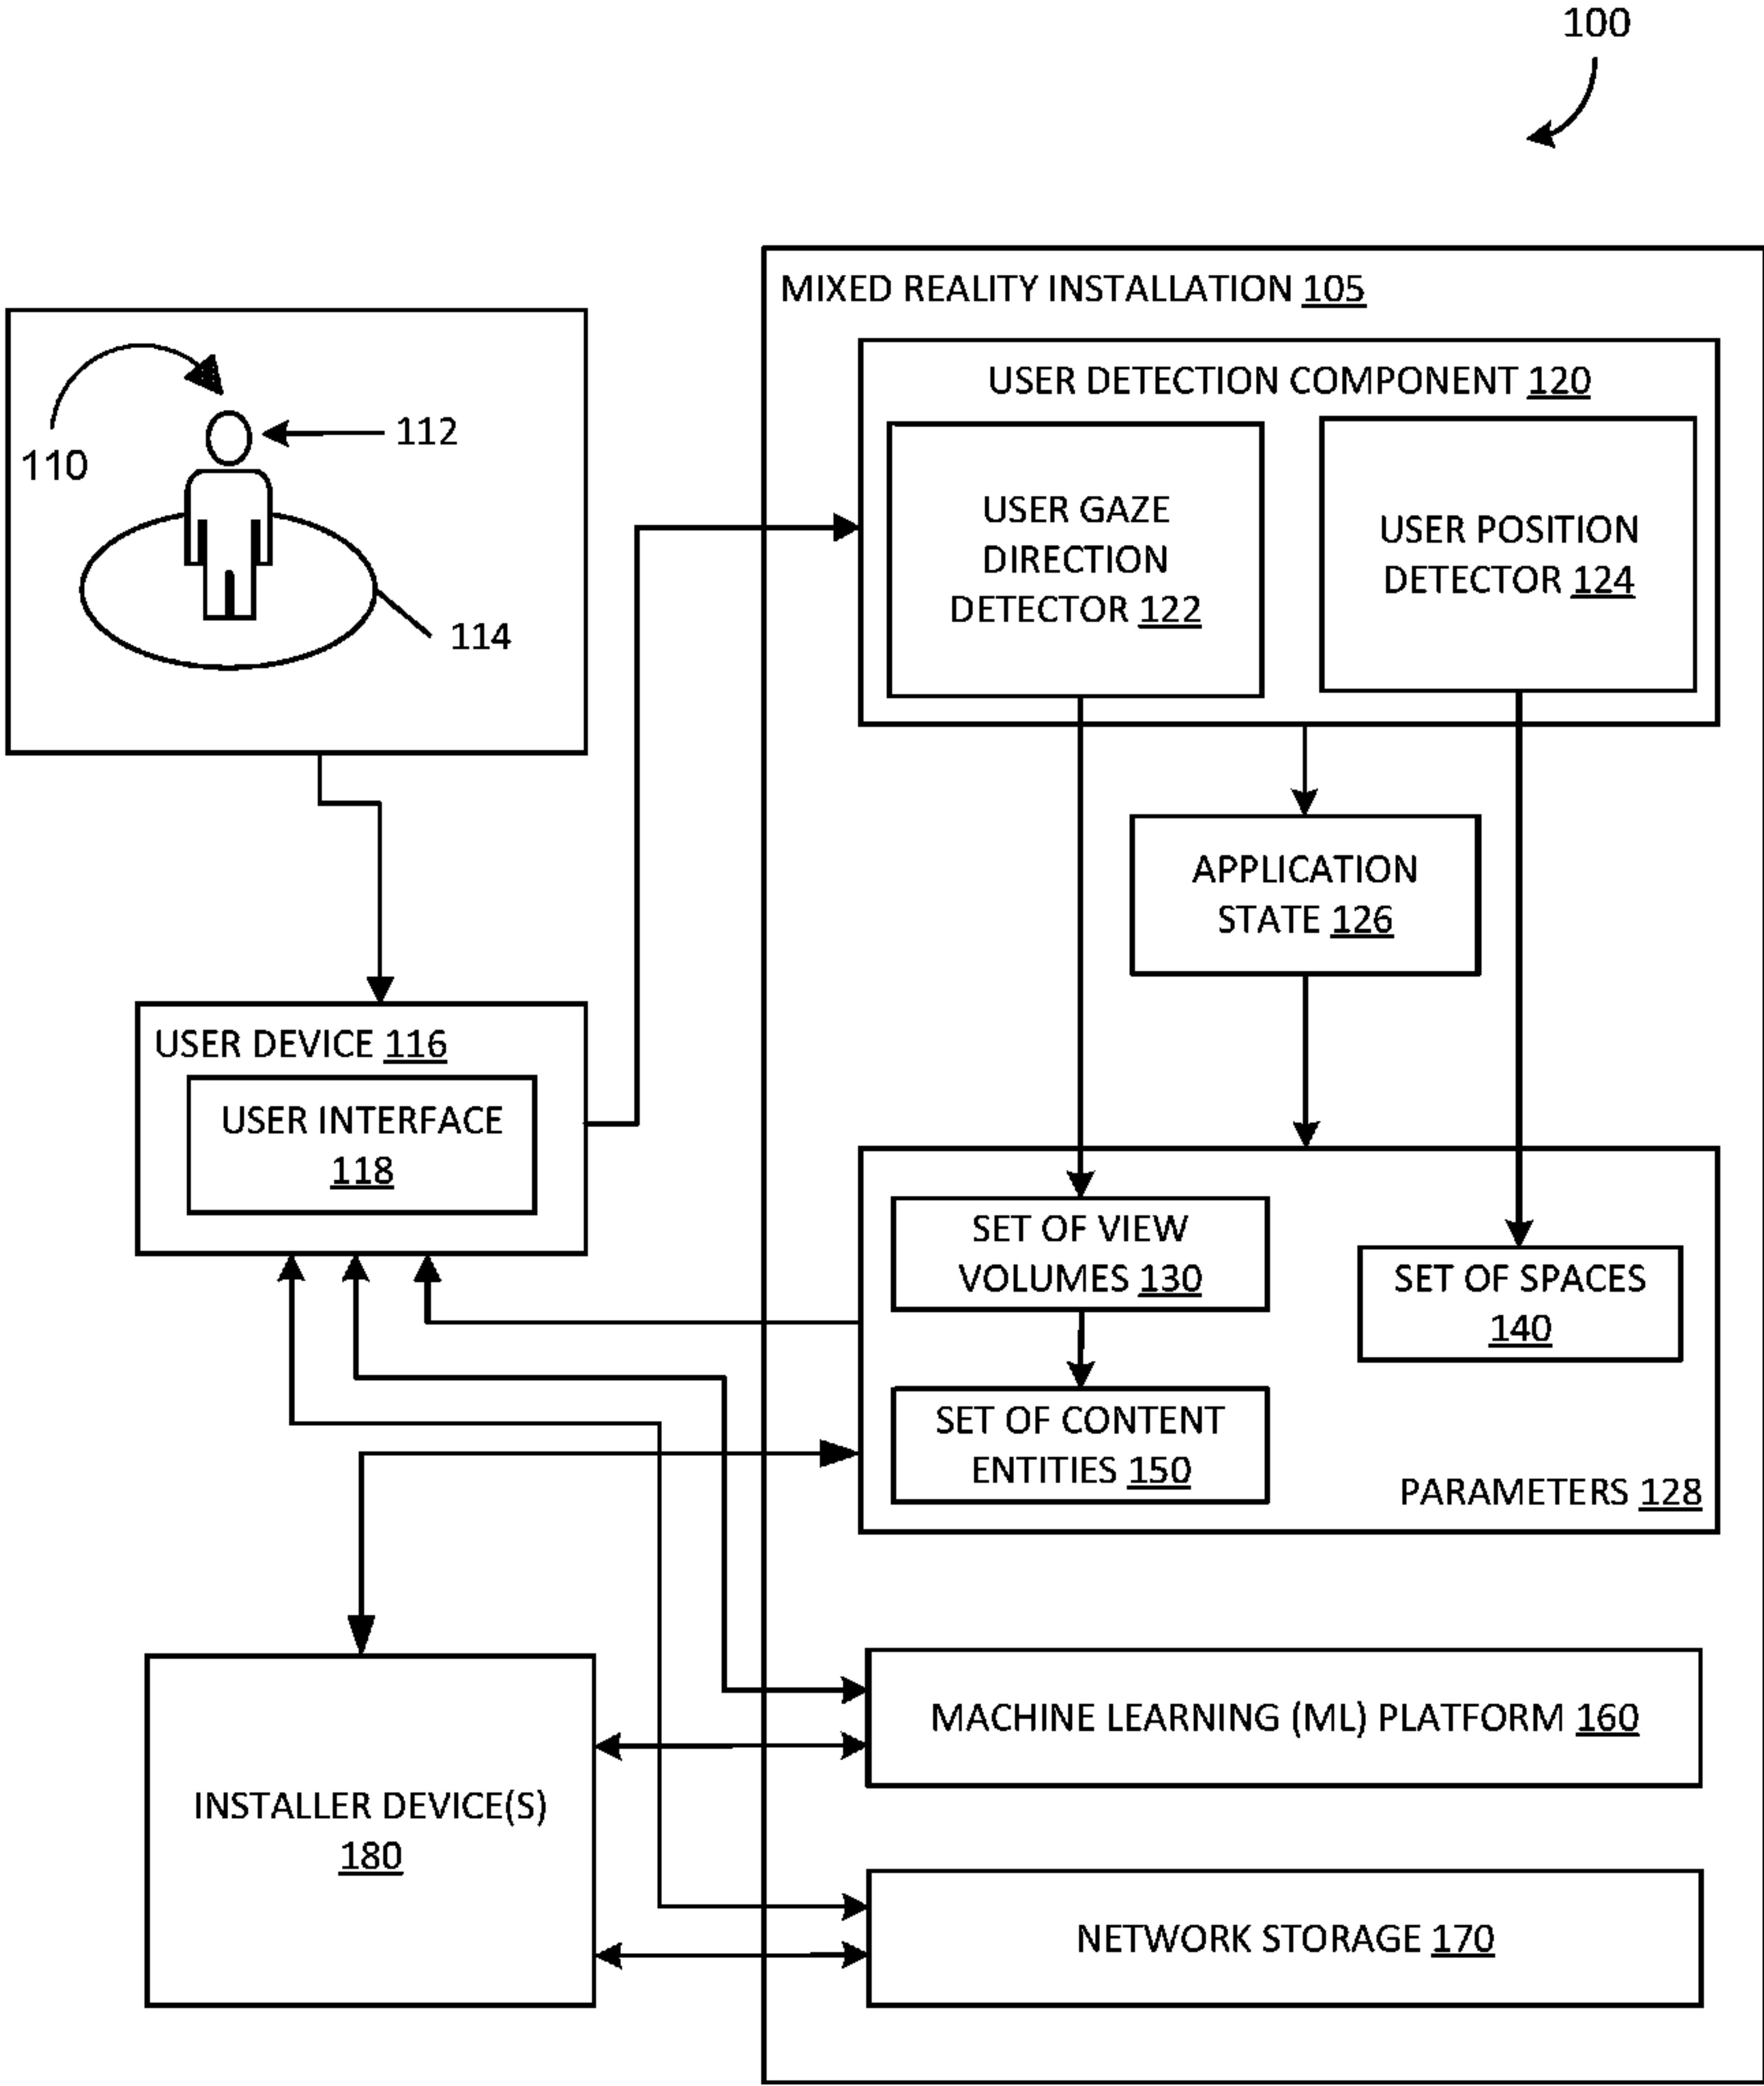 100
MIXED REALITY INSTALLATION 105
USER DETECTION COMPONENT 120
110
112
114
USER GAZE
DIRECTION
DETECTOR 122
USER POSITION
DETECTOR 124
APPLICATION
STATE 126
USER DEVICE 116
USER INTERFACE
118
SET OF VIEW
VOLUMES 130
SET OF SPACES
140
SET OF CONTENT
ENTITIES 150
PARAMETERS 128
MACHINE LEARNING (ML) PLATFORM 160
INSTALLER DEVICE(S)
180
NETWORK STORAGE 170